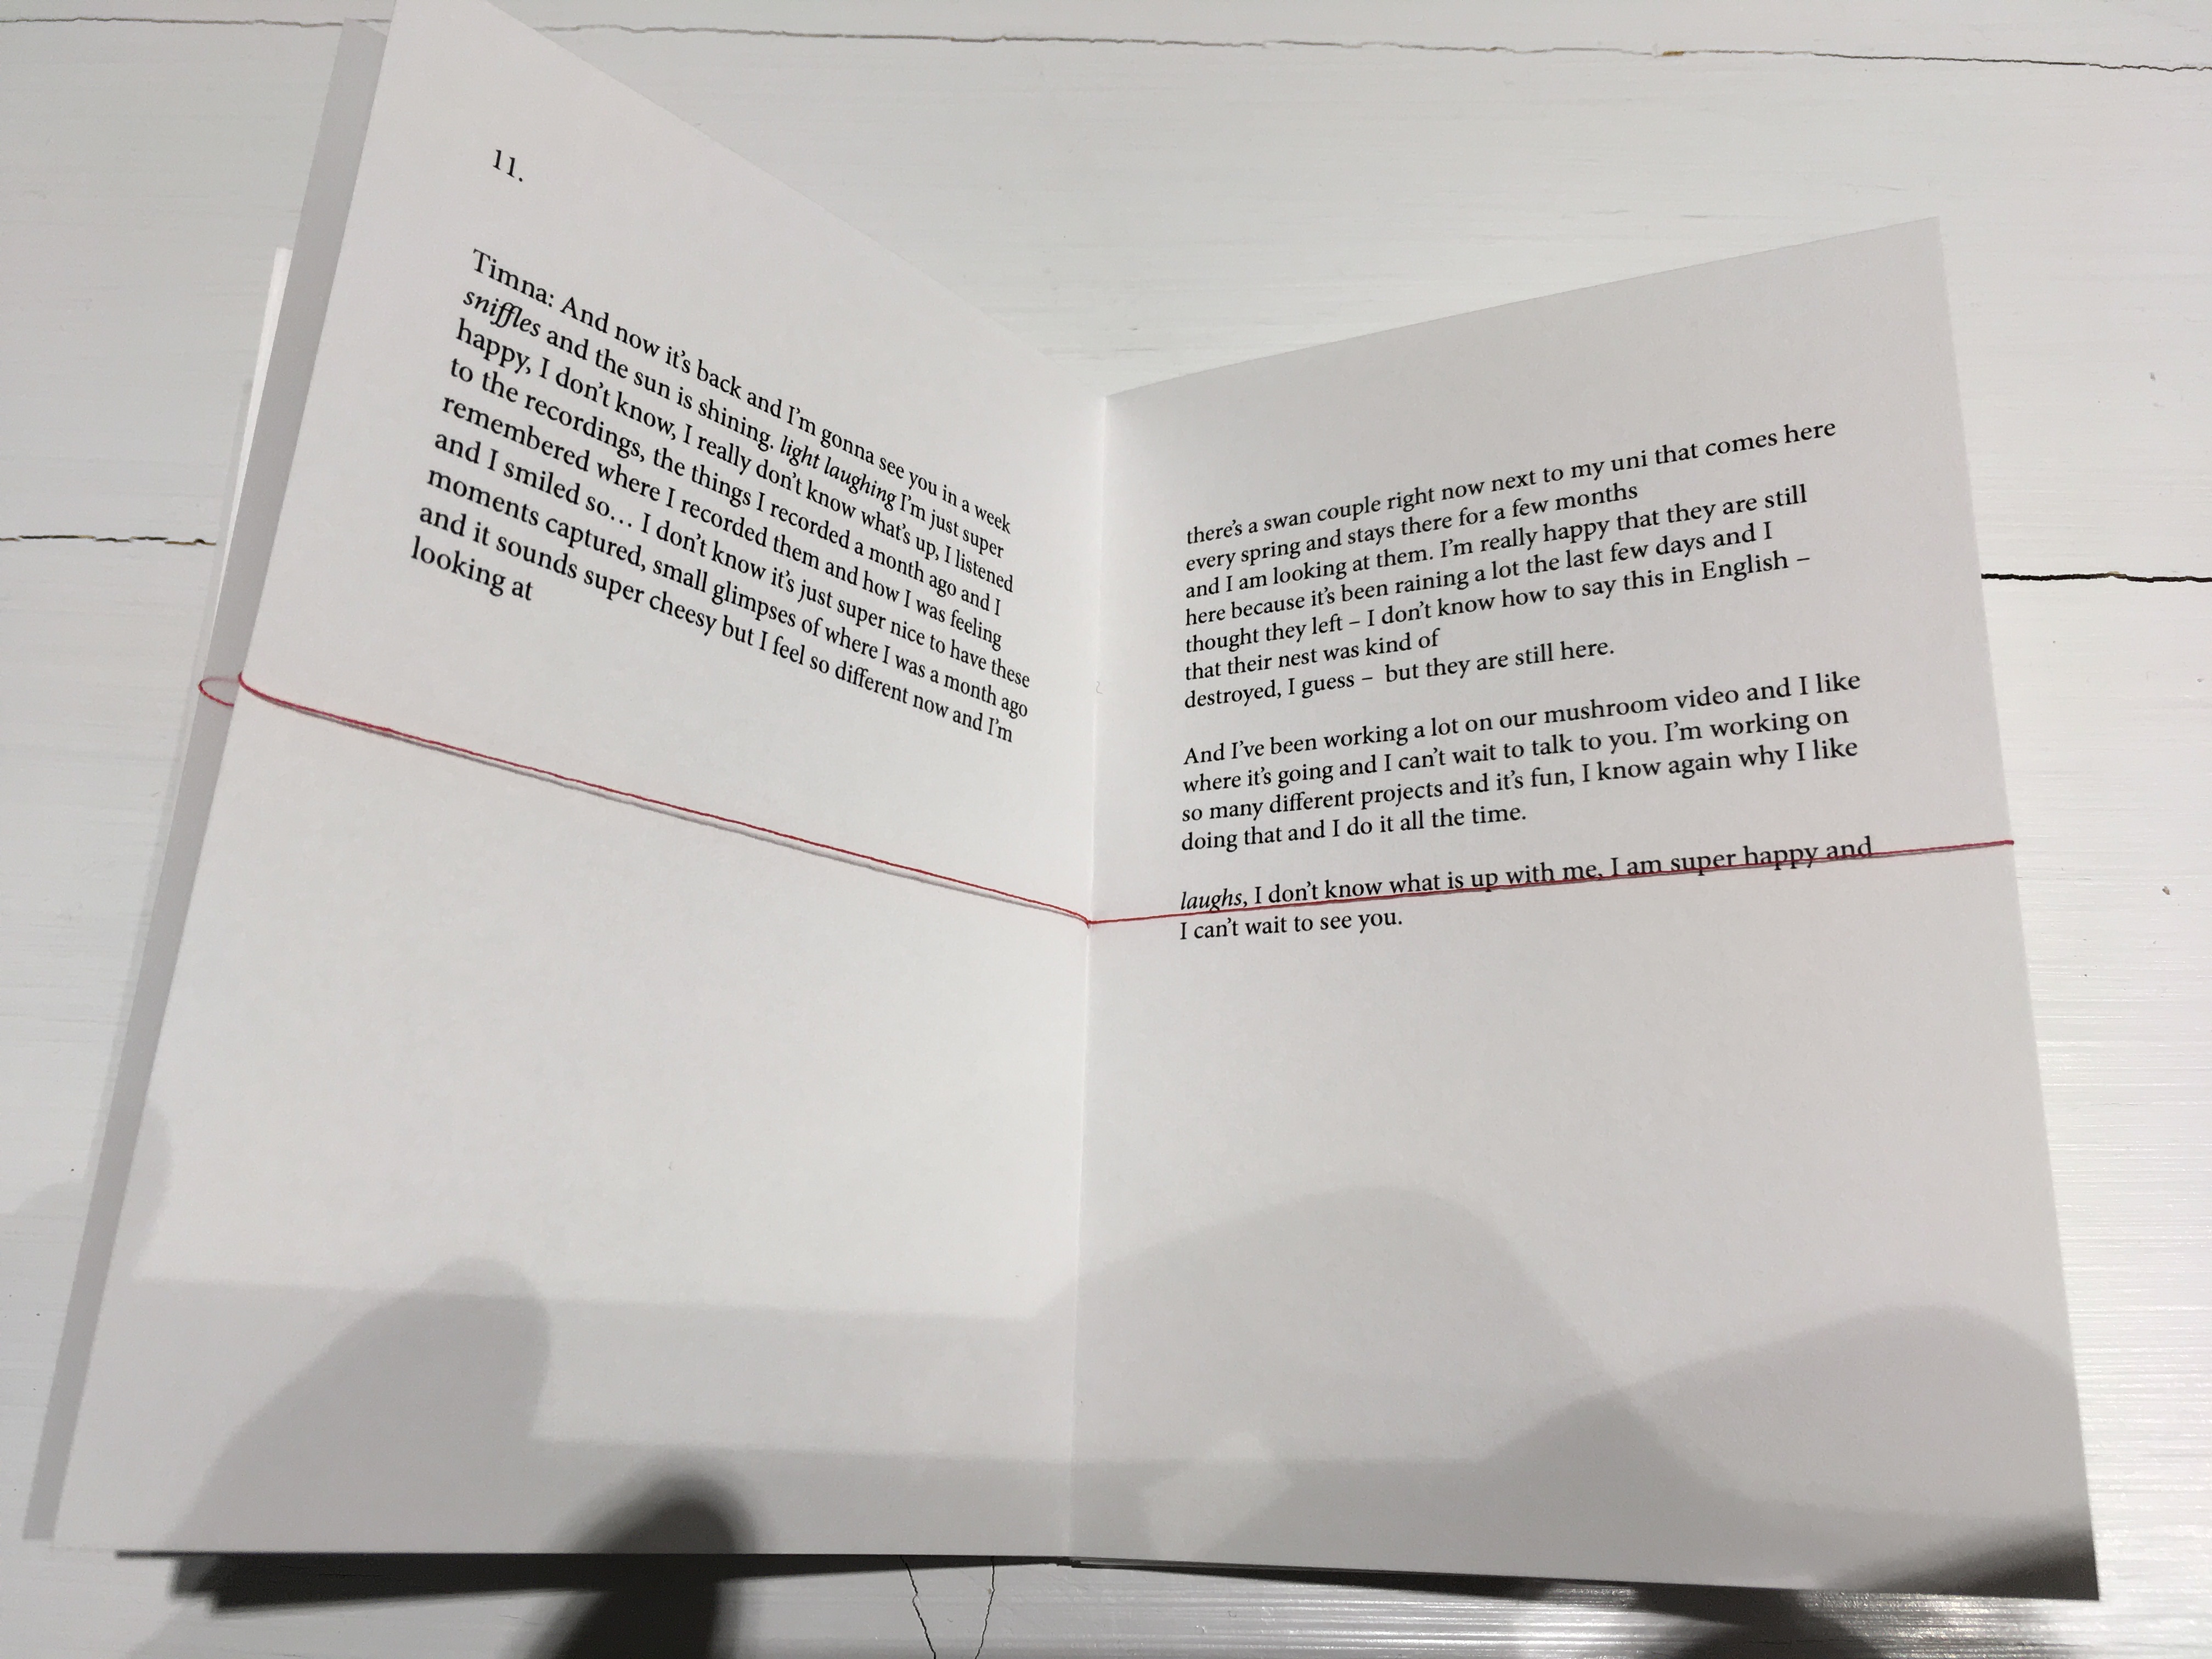 11.
Timna: And now it's back and I'm gonna see you in a week
sniffles and the sun is shining. light laughing I'm just super
happy, I don't know, I really don't know what's up, I listened
to the recordings, the things I recorded a month ago and I
remembered where I recorded them and how I was feeling
and I smiled so… I don't know it's just super nice to have these
moments captured, small glimpses of where I was a month ago
and it sounds super cheesy but I feel so different now and I'm
looking at
there's a swan couple right now next to my uni that comes here
every spring and stays there for a few months
and I am looking at them. I'm really happy that they are still
here because it's been raining a lot the last few days and I
thought they left – I don't know how to say this in English –
that their nest was kind of
destroyed, I guess – but they are still here.
And I've been working a lot on our mushroom video and I like
where it's going and I can't wait to talk to you. I'm working on
so many different projects and it's fun, I know again why I like
doing that and I do it all the time.
laughs, I don't know what is up with me, I am super happy and
I can't wait to see you.